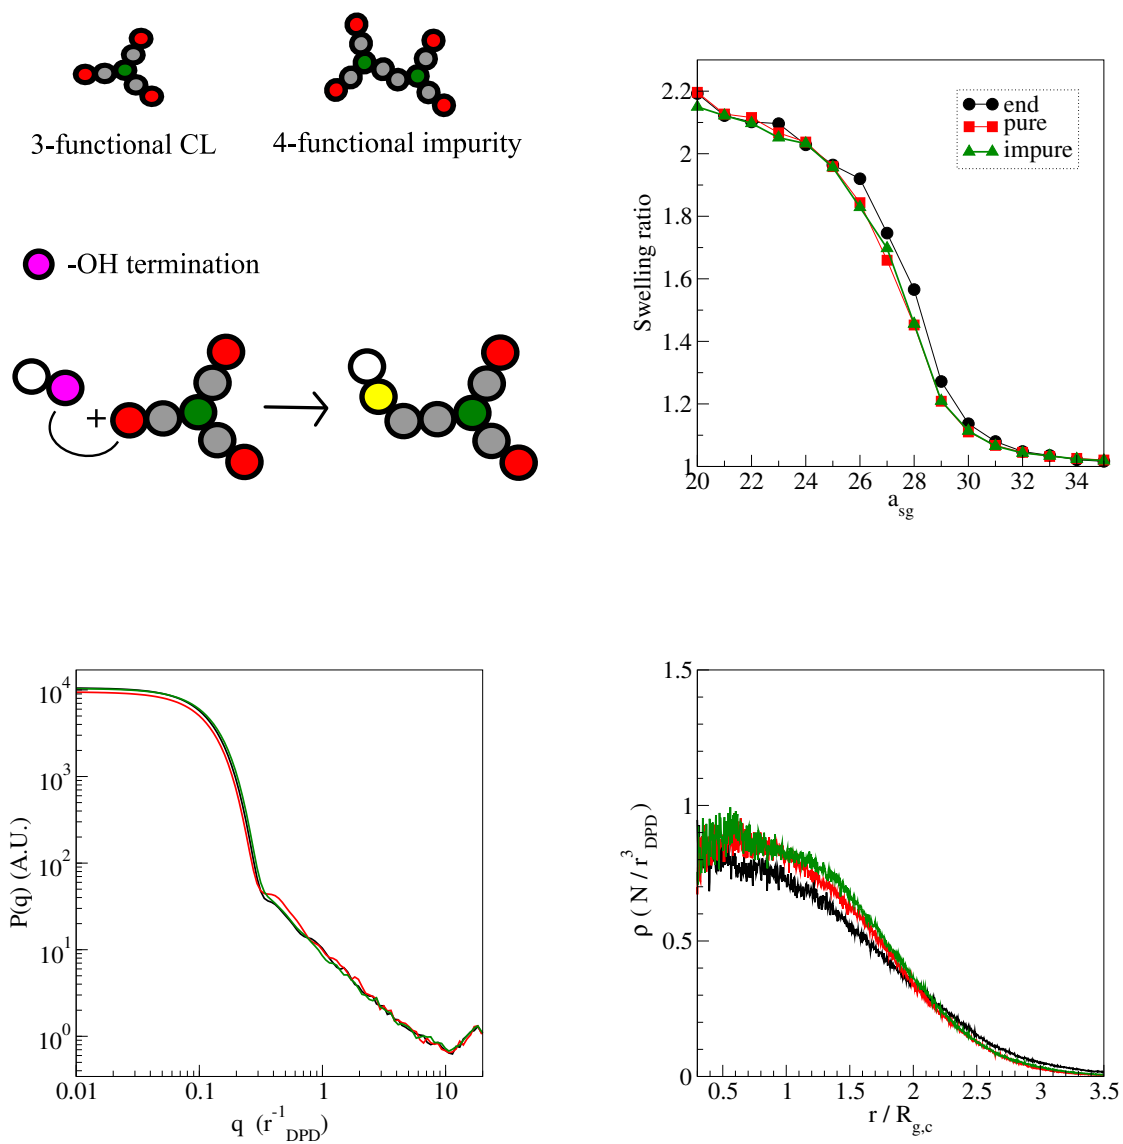 3-functional CL
4-functional impurity
-OH termination
+
end
pure
impure
Swelling ratio
2.2
2
1.8
1.6
1.4
1.2
1
20 22 24 26 28 30 32 34
a_sg
P(q) (A.U.)
10^4
10^3
10^2
10^1
10^0
0.01 0.1 1 10
q (r^-1_DPD)
ρ ( N / r^3_DPD )
1.5
1
0.5
0
0.5 1 1.5 2 2.5 3 3.5
r / R_g,c